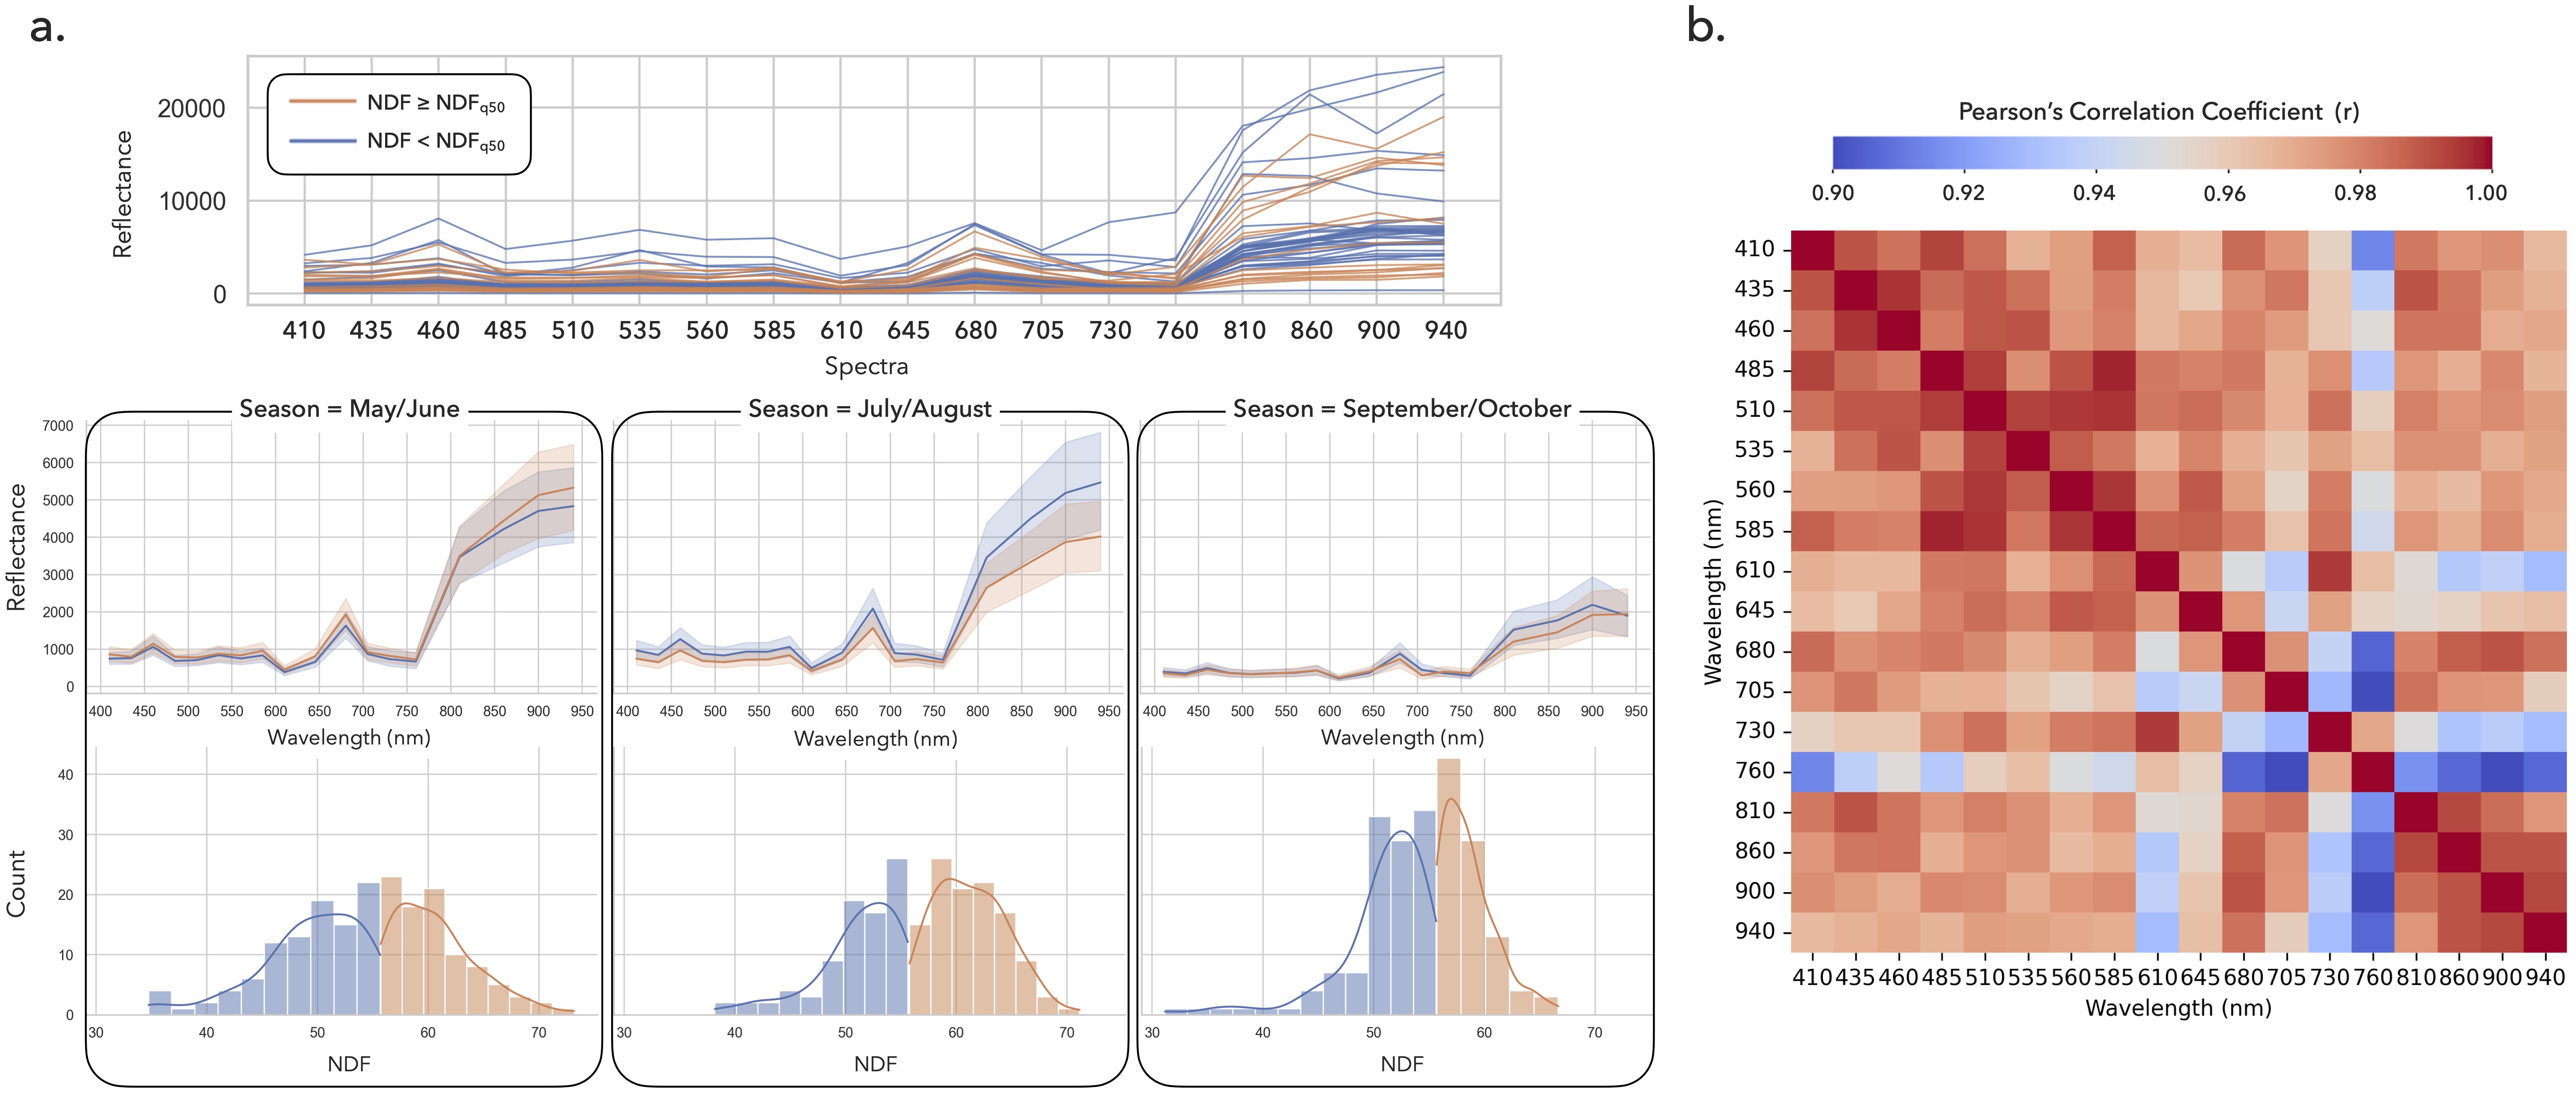 a.
NDF ≥ NDFq50
NDF < NDFq50
Reflectance
20000
10000
0
410 435 460 485 510 535 560 585 610 645 680 705 730 760 810 860 900 940
Spectra
Season = May/June
Season = July/August
Season = September/October
Reflectance
7000
6000
5000
4000
3000
2000
1000
0
400 450 500 550 600 650 700 750 800 850 900 950
400 450 500 550 600 650 700 750 800 850 900 950
400 450 500 550 600 650 700 750 800 850 900 950
Wavelength (nm)
Wavelength (nm)
Wavelength (nm)
Count
40
30
20
10
0
30 40 50 60 70
30 40 50 60 70
30 40 50 60 70
NDF
NDF
NDF
b.
Pearson’s Correlation Coefficient (r)
0.90 0.92 0.94 0.96 0.98 1.00
Wavelength (nm)
410
435
460
485
510
535
560
585
610
645
680
705
730
760
810
860
900
940
410 435 460 485 510 535 560 585 610 645 680 705 730 760 810 860 900 940
Wavelength (nm)